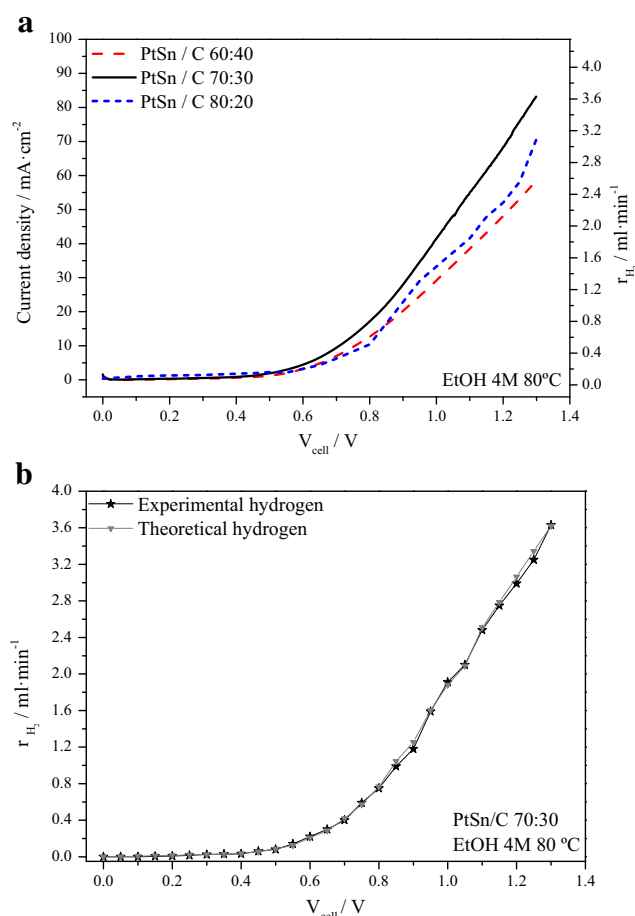 a
PtSn / C 60:40
PtSn / C 70:30
PtSn / C 80:20
Current density / mA·cm⁻²
100
90
80
70
60
50
40
30
20
10
0
4.0
3.6
3.2
2.8
2.4
2.0
1.6
1.2
0.8
0.4
0.0
r_H₂ / ml·min⁻¹
EtOH 4M 80ºC
0.0 0.2 0.4 0.6 0.8 1.0 1.2 1.4
V_cell / V
b
Experimental hydrogen
Theoretical hydrogen
r_H₂ / ml·min⁻¹
4.0
3.6
3.2
2.8
2.4
2.0
1.6
1.2
0.8
0.4
0.0
PtSn/C 70:30
EtOH 4M 80 ºC
0.0 0.2 0.4 0.6 0.8 1.0 1.2
V_cell / V